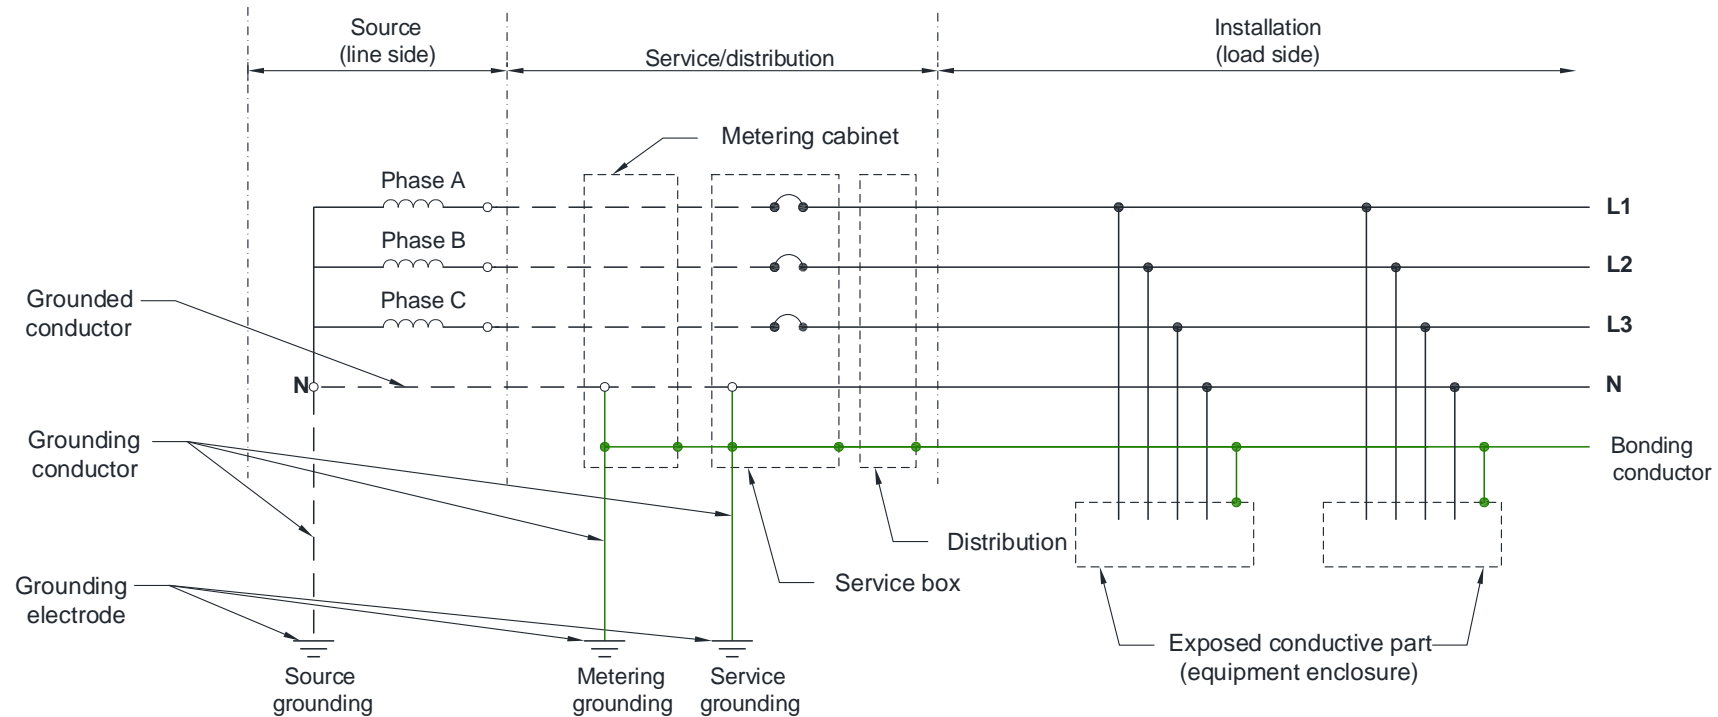 Source
(line side)
Service/distribution
Installation
(load side)
Metering cabinet
Phase A
L1
Phase B
L2
Phase C
L3
Grounded
conductor
N
N
Grounding
conductor
Bonding
conductor
Distribution
Service box
Grounding
electrode
Exposed conductive part
(equipment enclosure)
Source
grounding
Metering
grounding
Service
grounding